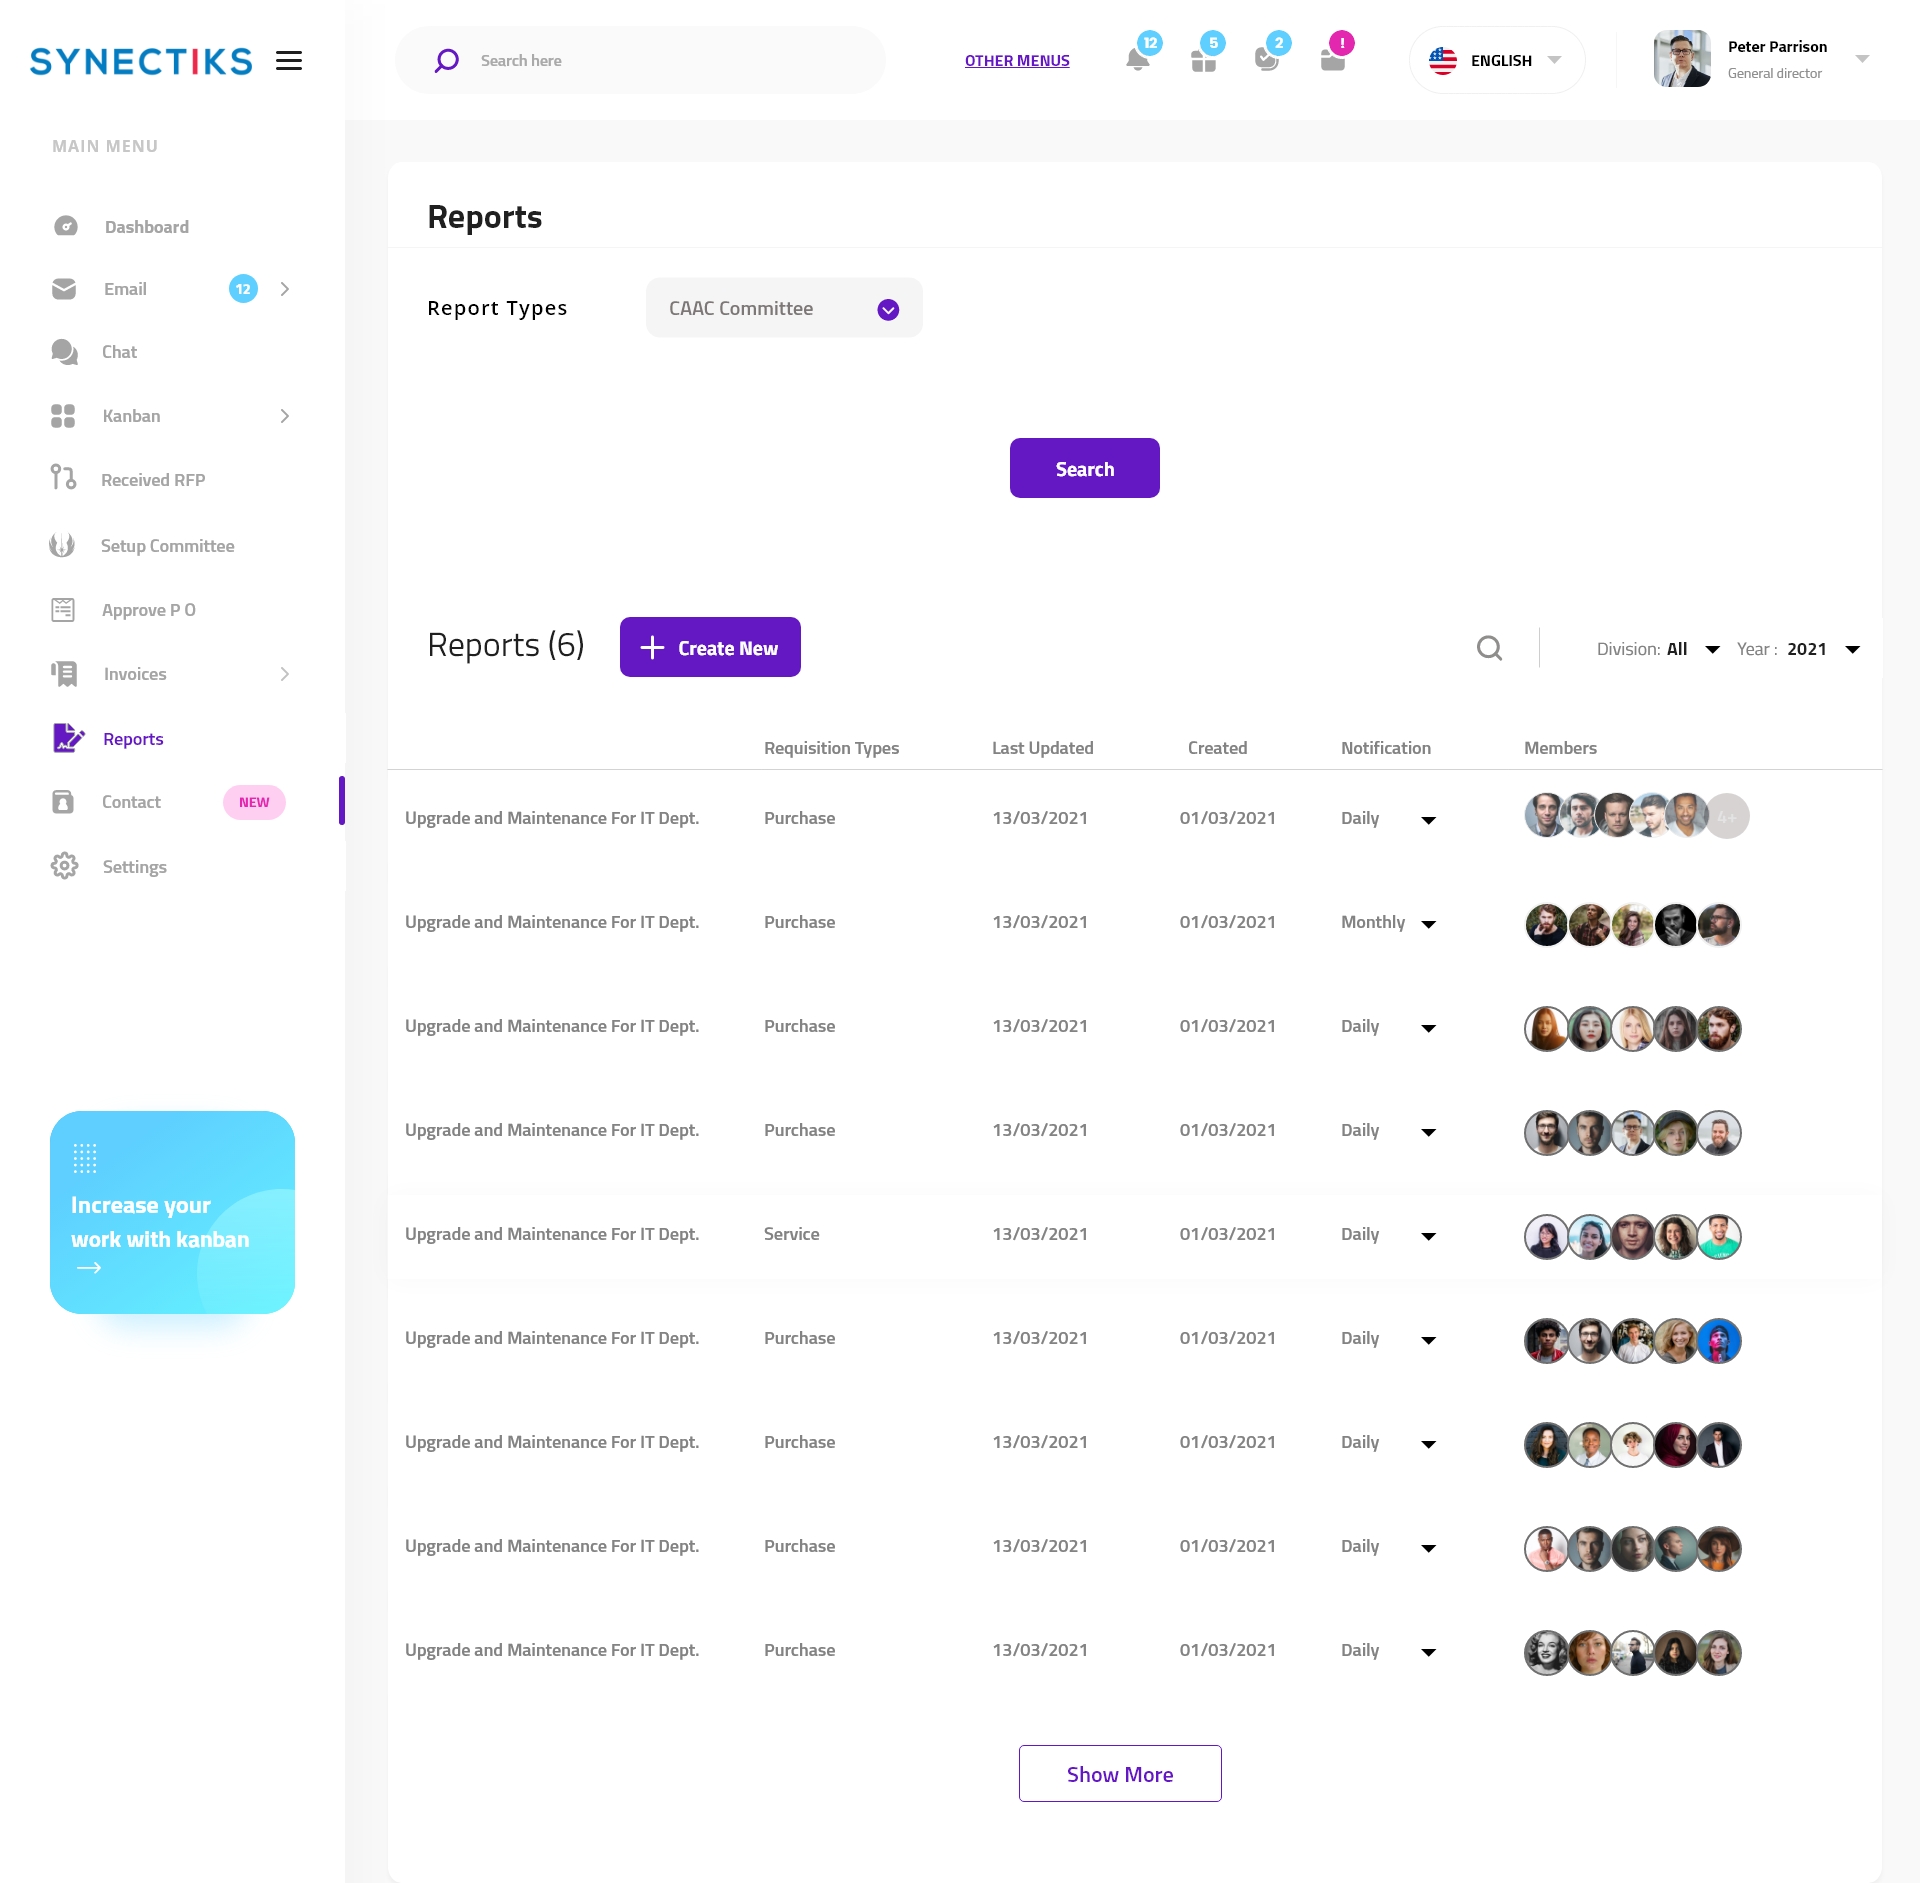 SYNECTIKS
Search here
OTHER MENUS
12
5
2
!
ENGLISH
Peter Parrison
General director
MAIN MENU
Dashboard
Email
12
Chat
Kanban
Received RFP
Setup Committee
Approve P O
Invoices
Reports
Contact
NEW
Settings
Increase your
work with kanban
Reports
Report Types
CAAC Committee
Search
Reports (6)
Create New
Division: All
Year : 2021
Requisition Types Last Updated Created Notification Members
Upgrade and Maintenance For IT Dept. Purchase 13/03/2021 01/03/2021 Daily 4+
Upgrade and Maintenance For IT Dept. Purchase 13/03/2021 01/03/2021 Monthly
Upgrade and Maintenance For IT Dept. Purchase 13/03/2021 01/03/2021 Daily
Upgrade and Maintenance For IT Dept. Purchase 13/03/2021 01/03/2021 Daily
Upgrade and Maintenance For IT Dept. Service 13/03/2021 01/03/2021 Daily
Upgrade and Maintenance For IT Dept. Purchase 13/03/2021 01/03/2021 Daily
Upgrade and Maintenance For IT Dept. Purchase 13/03/2021 01/03/2021 Daily
Upgrade and Maintenance For IT Dept. Purchase 13/03/2021 01/03/2021 Daily
Upgrade and Maintenance For IT Dept. Purchase 13/03/2021 01/03/2021 Daily
Show More